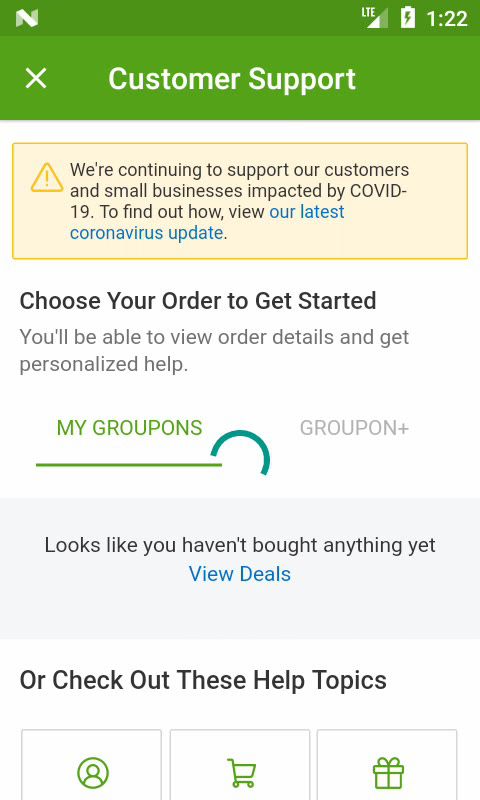 LTE 1:22
Customer Support
We're continuing to support our customers
and small businesses impacted by COVID-
19. To find out how, view our latest
coronavirus update.
Choose Your Order to Get Started
You'll be able to view order details and get
personalized help.
MY GROUPONS GROUPON+
Looks like you haven't bought anything yet
View Deals
Or Check Out These Help Topics